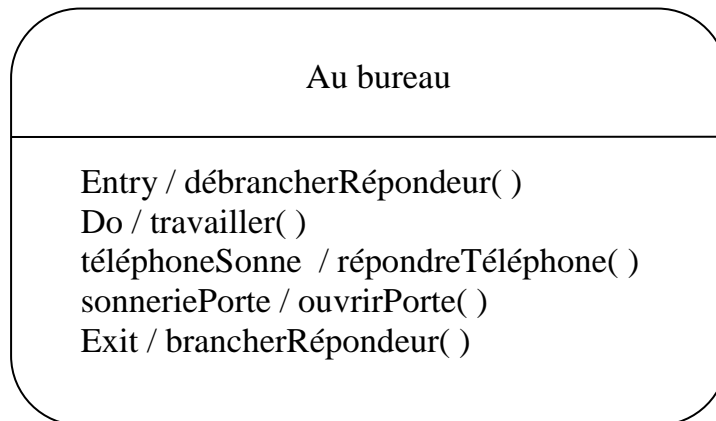 Au bureau
Entry / débrancherRépondeur( )
Do / travailler( )
téléphoneSonne / répondreTéléphone( )
sonneriePorte / ouvrirPorte( )
Exit / brancherRépondeur( )